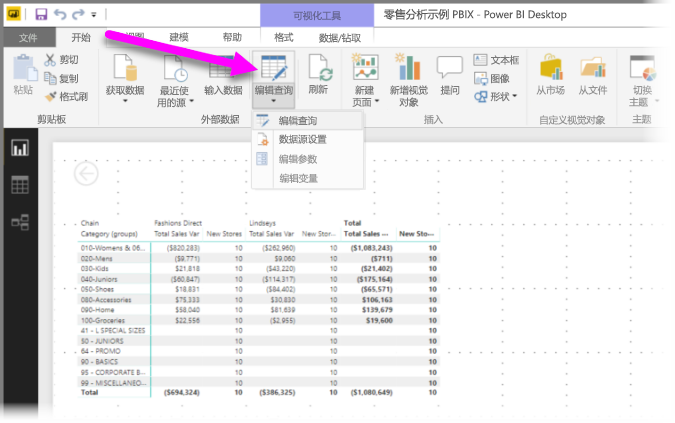 可视化工具 零售分析示例 PBIX - Power BI Desktop
文件 开始 视图 建模 帮助 格式 数据/钻取
粘贴 剪切 复制 格式刷
获取数据 最近使用的源 输入数据
编辑查询 刷新
新建页面 新增视觉对象 提问 文本框 图像 形状
从市场 从文件 切换主题
剪贴板 外部数据 插入 自定义视觉对象 主题
编辑查询
数据源设置
编辑参数
编辑变量
Chain Fashions Direct Lindseys Total
Category (groups) Total Sales Var New Stores Total Sales Var New Stor... Total Sales ... New Sto...
010-Womens & 06... ($820,283) 10 ($262,960) 10 ($1,083,243) 10
020-Mens ($9,771) 10 $9,060 10 ($711) 10
030-Kids $21,818 10 ($43,220) 10 ($21,402) 10
040-Juniors ($60,847) 10 ($114,317) 10 ($175,164) 10
050-Shoes $18,831 10 ($84,402) 10 ($65,571) 10
080-Accessories $75,333 10 $30,830 10 $106,163 10
090-Home $58,040 10 $81,639 10 $139,679 10
100-Groceries $22,556 10 ($2,955) 10 $19,600 10
41 - L SPECIAL SIZES 10 10 10
50 - JUNIORS 10 10 10
64 - PROMO 10 10 10
90 - BASICS 10 10 10
95 - CORPORATE B... 10 10 10
99 - MISCELLANEO... 10 10 10
Total ($694,324) 10 ($386,325) 10 ($1,080,649) 10